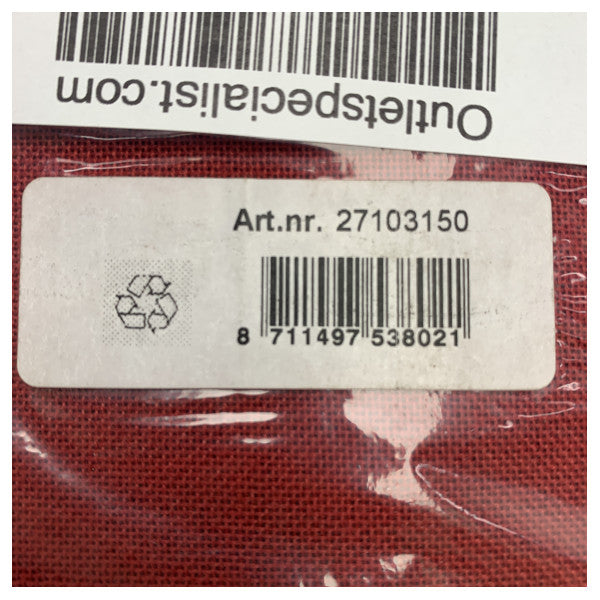 Outletspecialist.com
Art.nr. 27103150
8 711497 538021